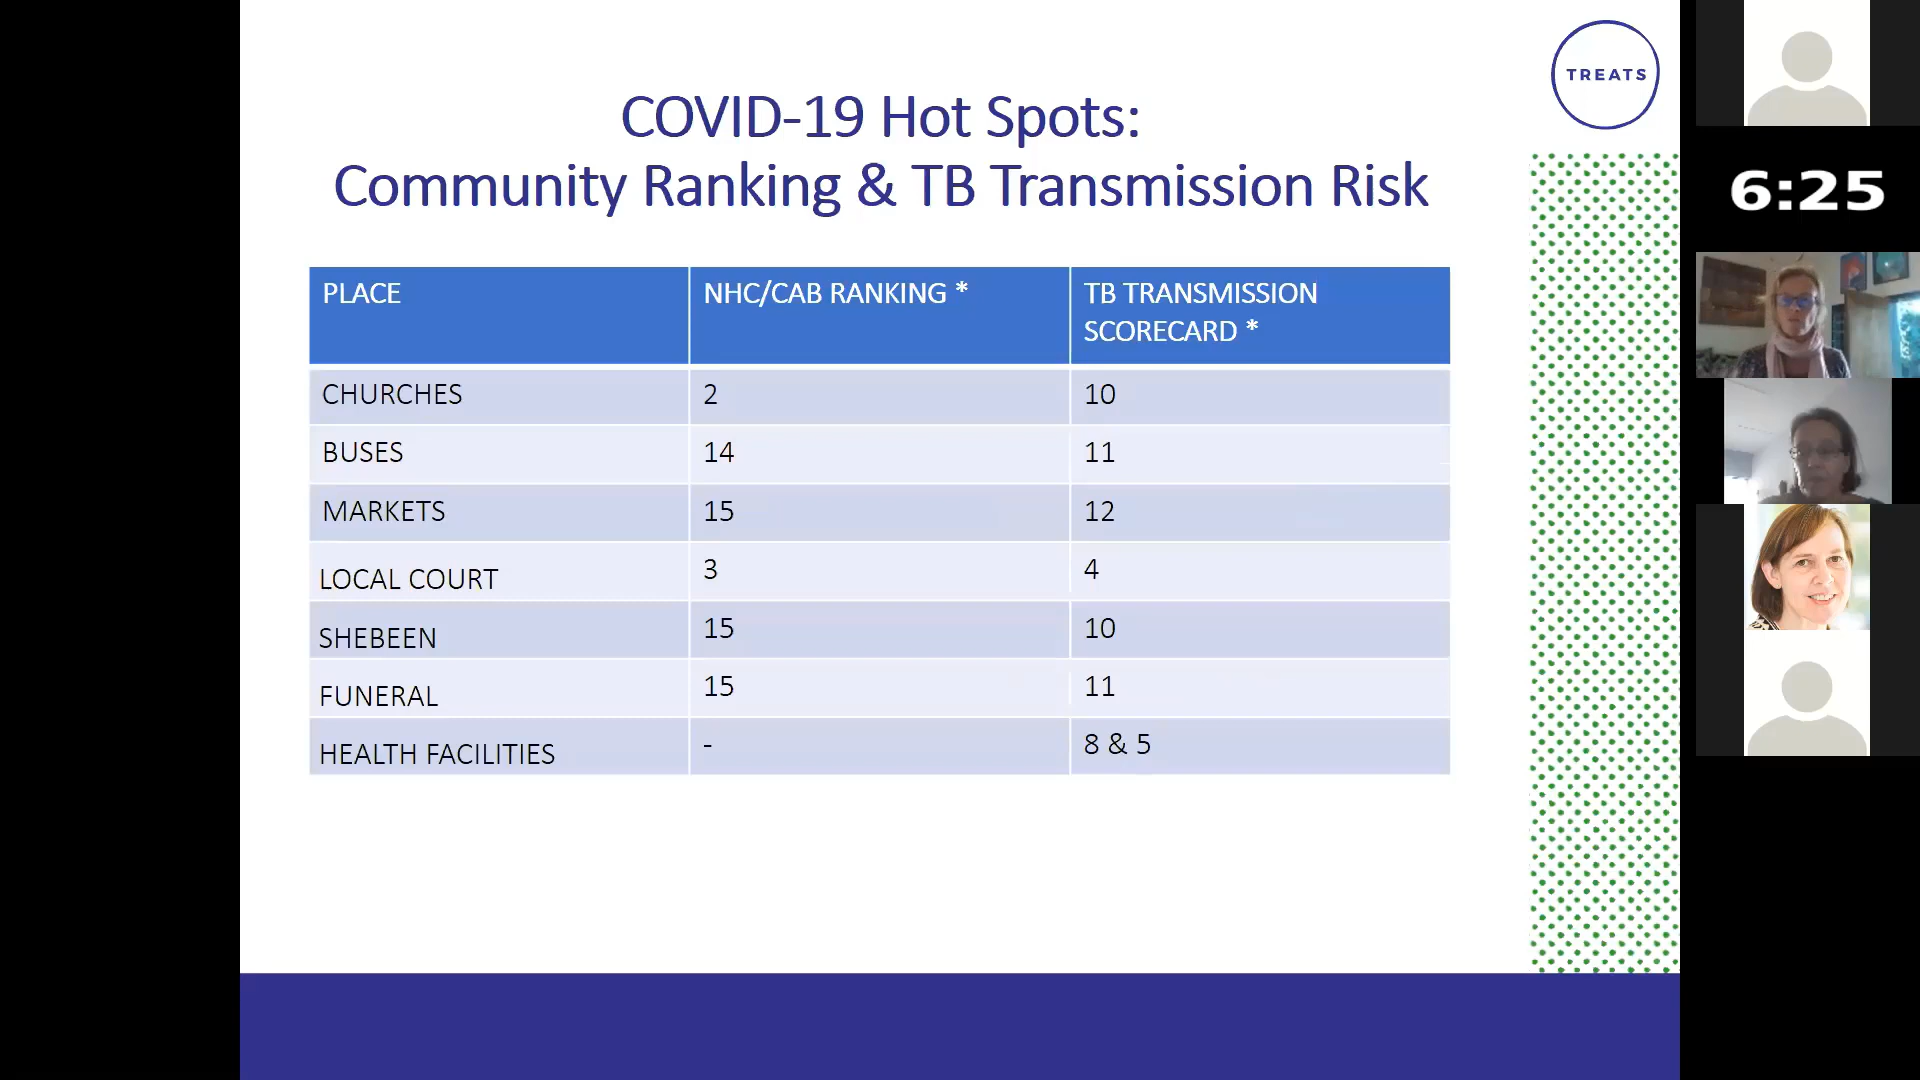 TREATS
COVID-19 Hot Spots:
Community Ranking & TB Transmission Risk
6:25
PLACE NHC/CAB RANKING * TB TRANSMISSION
SCORECARD *
CHURCHES 2 10
BUSES 14 11
MARKETS 15 12
LOCAL COURT 3 4
SHEBEEN 15 10
FUNERAL 15 11
HEALTH FACILITIES - 8 & 5